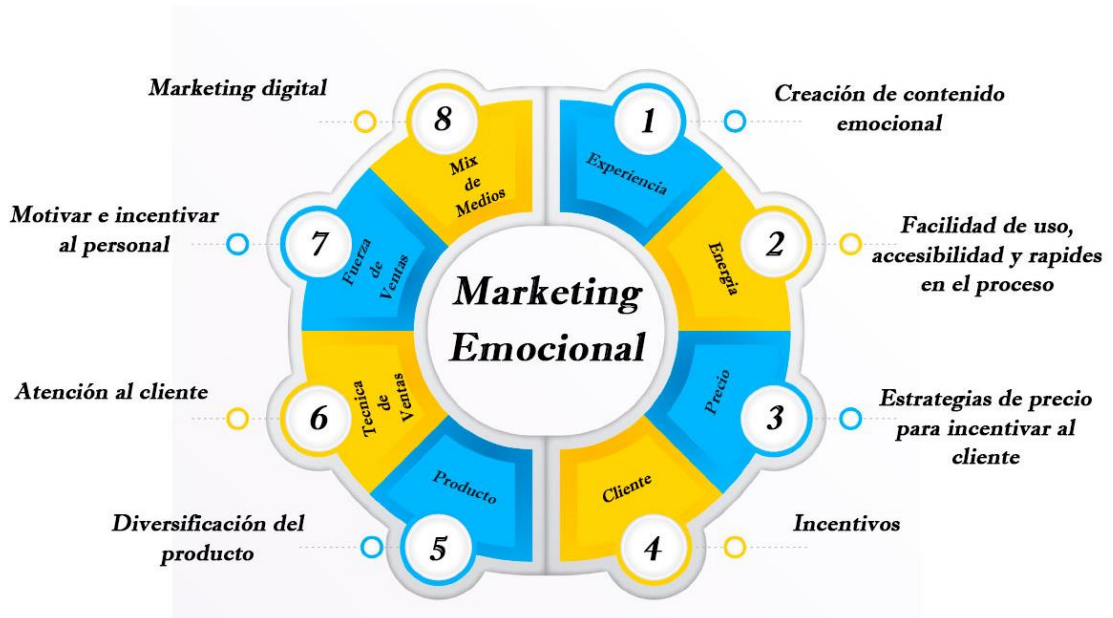 Marketing
Emocional
1
Experiencia
Creación de contenido
emocional
2
Energia
Facilidad de uso,
accesibilidad y rapides
en el proceso
3
Precio
Estrategias de precio
para incentivar al
cliente
4
Cliente
Incentivos
5
Producto
Diversificación del
producto
6
Tecnica
de
Ventas
Atención al cliente
7
Fuerza
de
Ventas
Motivar e incentivar
al personal
8
Mix
de
Medios
Marketing digital